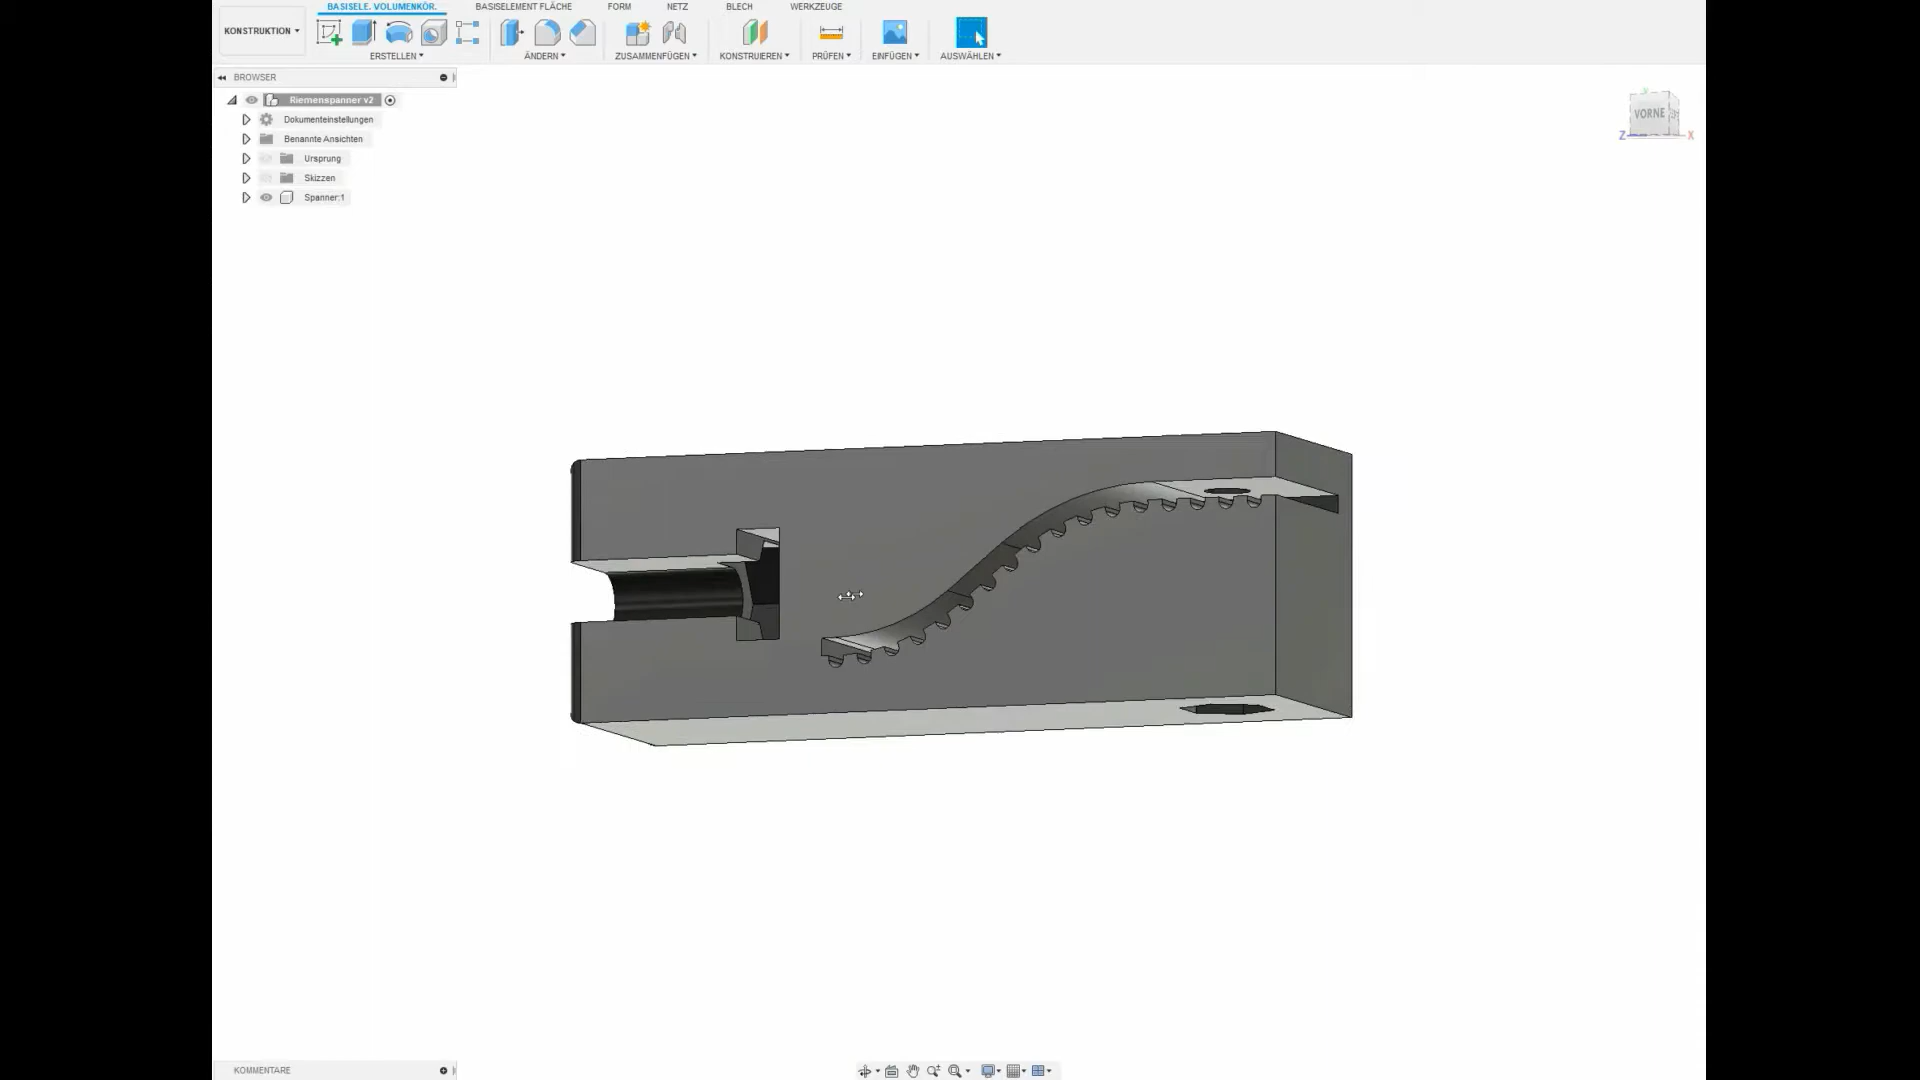 BASISELE. VOLUMENKÖR.
BASISELEMENT FLÄCHE
FORM
NETZ
BLECH
WERKZEUGE
KONSTRUKTION
ERSTELLEN
ÄNDERN
ZUSAMMENFÜGEN
KONSTRUIEREN
PRÜFEN
EINFÜGEN
AUSWÄHLEN
BROWSER
Riemenspanner v2
Dokumenteinstellungen
Benannte Ansichten
Ursprung
Skizzen
Spanner:1
VORNE
Z
X
KOMMENTARE